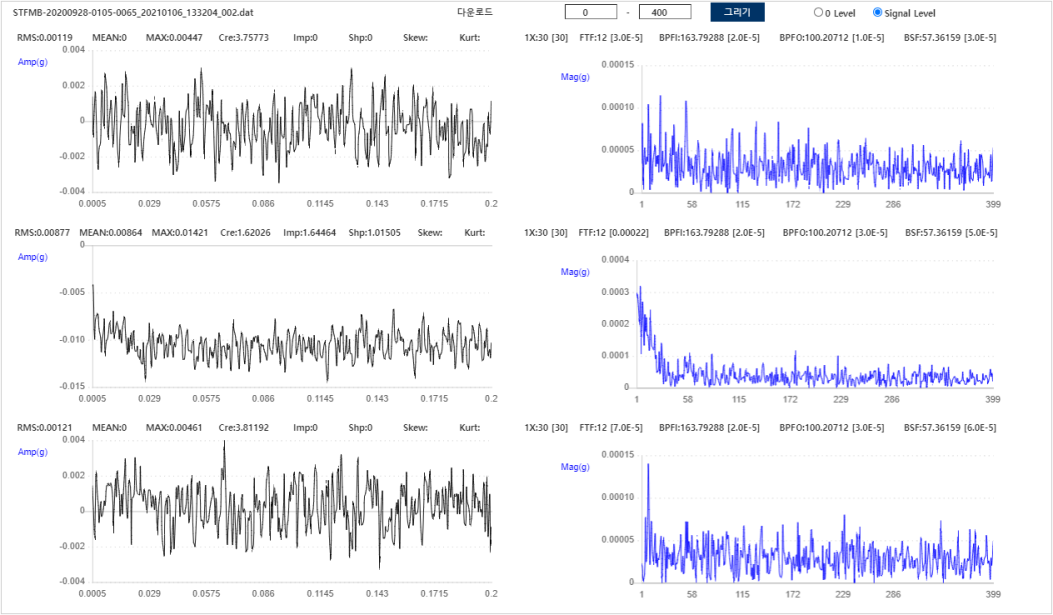 STFMB-20200928-0105-0065_20210106_133204_002.dat 다운로드 0 - 400 그리기 0 Level Signal Level
RMS:0.00119 MEAN:0 MAX:0.00447 Cre:3.75773 Imp:0 Shp:0 Skew: Kurt:
Amp(g)
0.004
0.002
0
-0.002
-0.004
0.0005 0.029 0.0575 0.086 0.1145 0.143 0.1715 0.2
1X:30 [30] FTF:12 [3.0E-5] BPFI:163.79288 [2.0E-5] BPFO:100.20712 [1.0E-5] BSF:57.36159 [3.0E-5]
Mag(g)
0.00015
0.00010
0.00005
0
1 58 115 172 229 286 399
RMS:0.00877 MEAN:0.00864 MAX:0.01421 Cre:1.62026 Imp:1.64464 Shp:1.01505 Skew: Kurt:
Amp(g)
0
-0.005
-0.010
-0.015
0.0005 0.029 0.0575 0.086 0.1145 0.143 0.1715 0.2
1X:30 [30] FTF:12 [0.00022] BPFI:163.79288 [2.0E-5] BPFO:100.20712 [3.0E-5] BSF:57.36159 [5.0E-5]
Mag(g)
0.0004
0.0003
0.0002
0.0001
0
1 58 115 172 229 286 399
RMS:0.00121 MEAN:0 MAX:0.00461 Cre:3.81192 Imp:0 Shp:0 Skew: Kurt:
Amp(g)
0.004
0.002
0
-0.002
-0.004
0.0005 0.029 0.0575 0.086 0.1145 0.143 0.1715 0.2
1X:30 [30] FTF:12 [7.0E-5] BPFI:163.79288 [2.0E-5] BPFO:100.20712 [3.0E-5] BSF:57.36159 [6.0E-5]
Mag(g)
0.00015
0.00010
0.00005
0
1 58 115 172 229 286 399